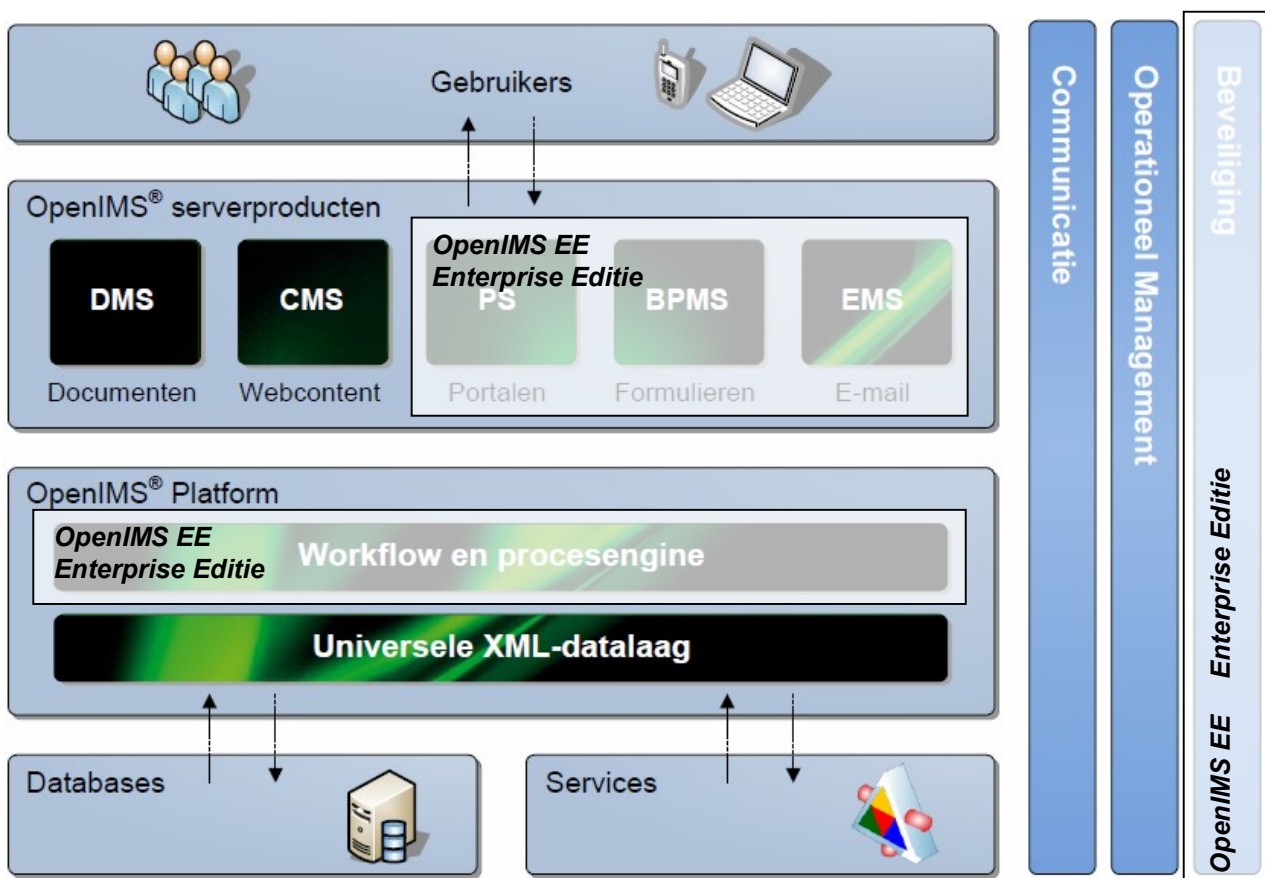 Gebruikers
OpenIMS® serverproducten
OpenIMS EE
Enterprise Editie
DMS
CMS
PS
BPMS
EMS
Documenten
Webcontent
Portalen
Formulieren
E-mail
OpenIMS® Platform
OpenIMS EE
Enterprise Editie
Workflow en procesengine
Universele XML-datalaag
Databases
Services
Communicatie
Operationeel Management
Beveiliging
OpenIMS EE Enterprise Editie